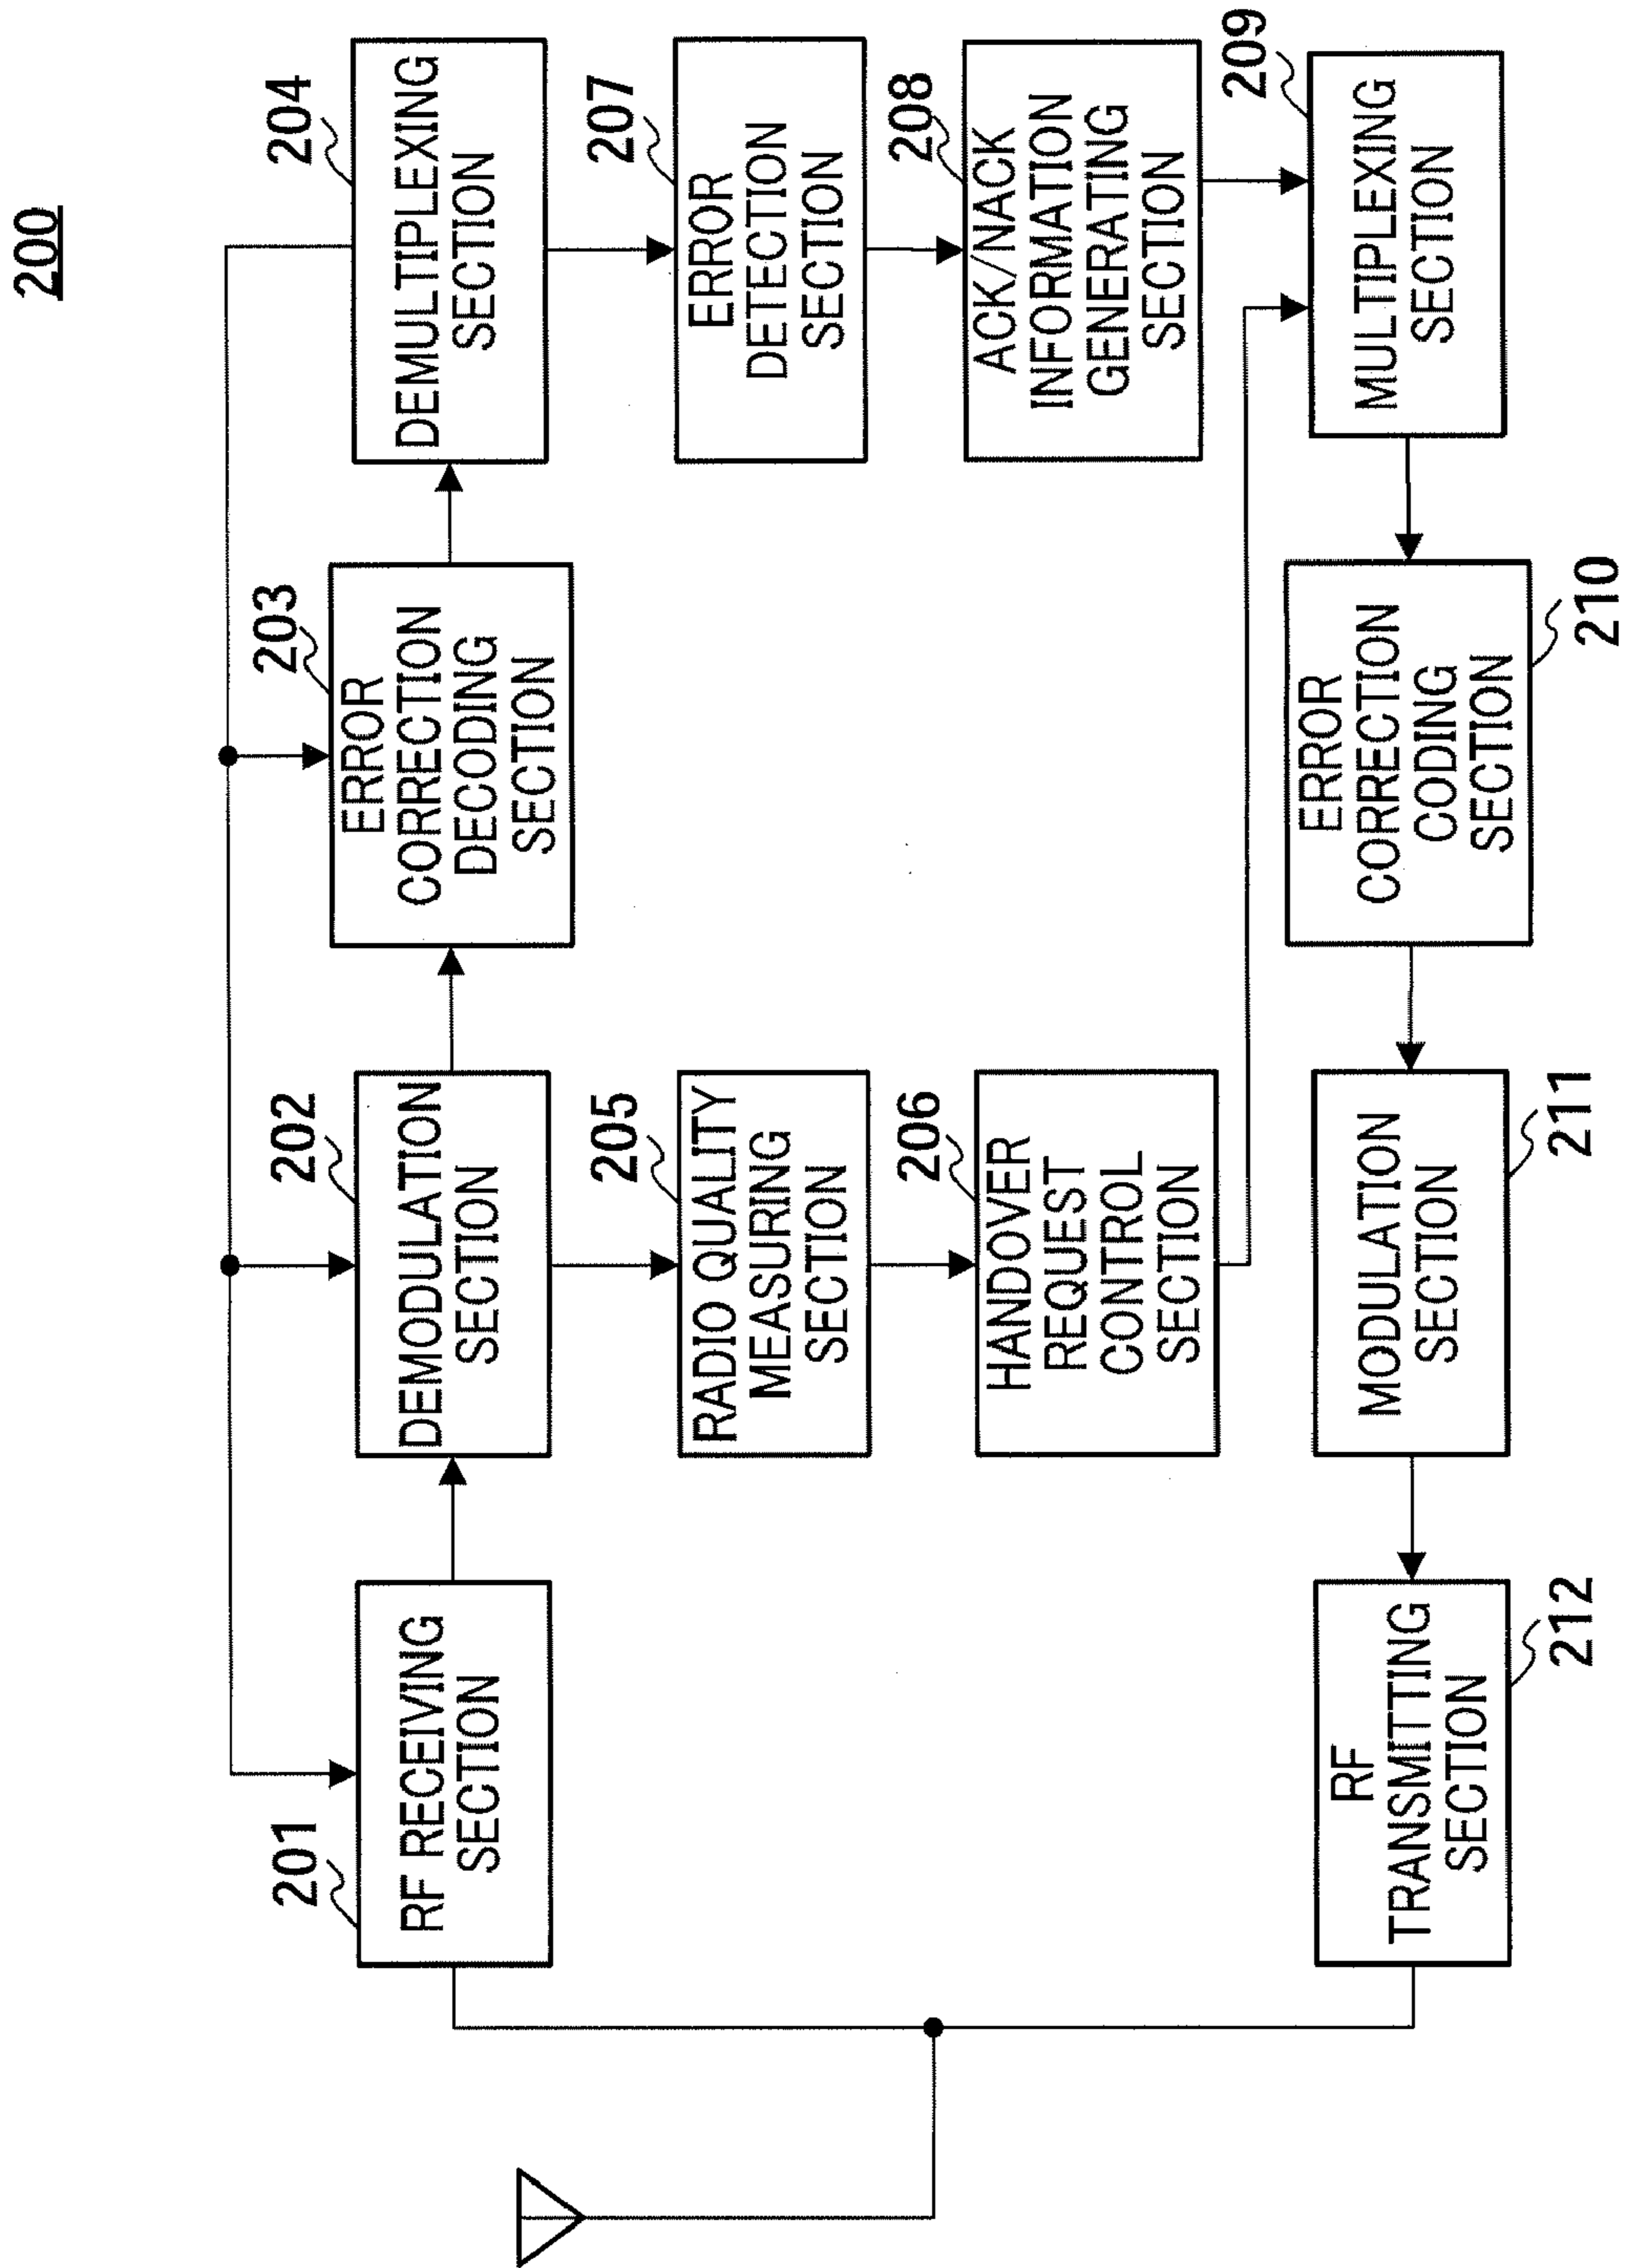 200
201
RF RECEIVING
SECTION
202
DEMODULATION
SECTION
203
ERROR
CORRECTION
DECODING
SECTION
204
DEMULTIPLEXING
SECTION
205
RADIO QUALITY
MEASURING
SECTION
207
ERROR
DETECTION
SECTION
206
HANDOVER
REQUEST
CONTROL
SECTION
208
ACK/NACK
INFORMATION
GENERATING
SECTION
209
RF
TRANSMITTING
SECTION
212
MODULATION
SECTION
211
ERROR
CORRECTION
CODING
SECTION
210
MULTIPLEXING
SECTION